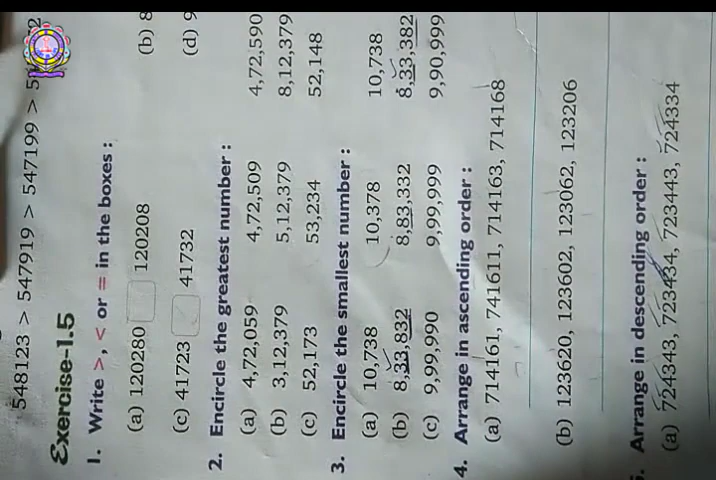 548123 > 547919 > 547199 > 5
Exercise-1.5
1. Write >, < or = in the boxes :
(a) 120280 120208 (b) 8
(c) 41723 41732 (d) 9
2. Encircle the greatest number :
(a) 4,72,059 4,72,509 4,72,590
(b) 3,12,379 5,12,379 8,12,379
(c) 52,173 53,234 52,148
3. Encircle the smallest number :
(a) 10,738 10,378 10,738
(b) 8,33,832 8,83,332 8,33,382
(c) 9,99,990 9,99,999 9,90,999
4. Arrange in ascending order :
(a) 714161, 741611, 714163, 714168
(b) 123620, 123602, 123062, 123206
. Arrange in descending order :
(a) 724343, 723434, 723443, 724334